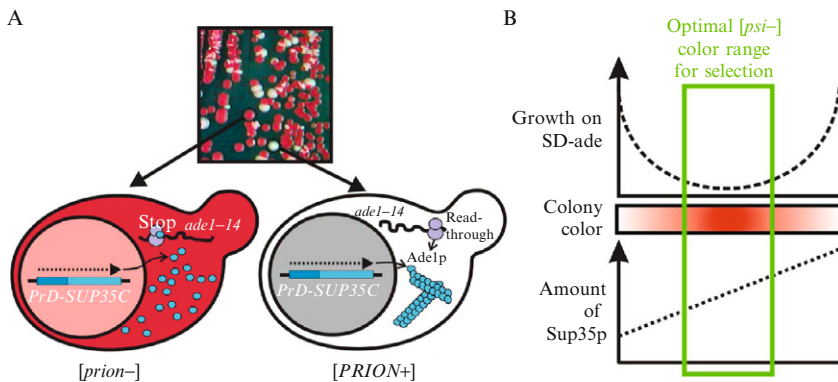 A
Stop
ade1–14
PrD-SUP35C
[prion–]
ade1–14
Read-
through
Ade1p
PrD-SUP35C
[PRION+]
B
Optimal [psi–]
color range
for selection
Growth on
SD-ade
Colony
color
Amount
of
Sup35p